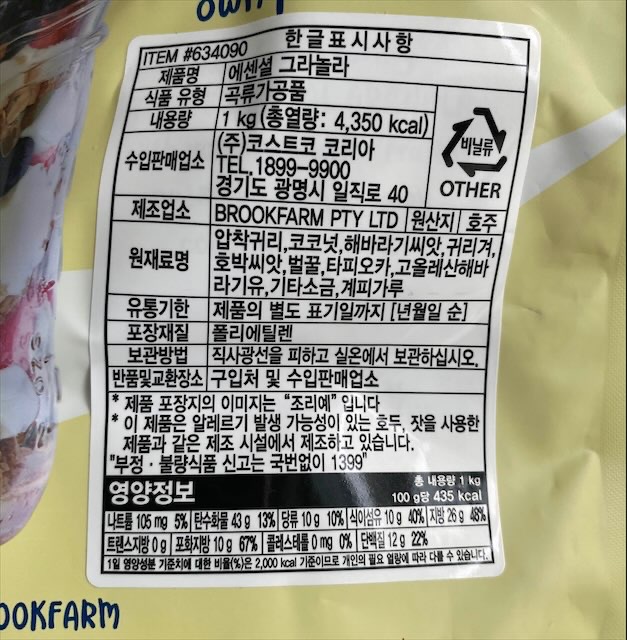 ITEM #634090 한글표시사항
제품명 에센셜 그라놀라
식품 유형 곡류가공품
내용량 1 kg (총열량: 4,350 kcal)
비닐류
OTHER
수입판매업소 (주)코스트코 코리아
TEL.1899-9900
경기도 광명시 일직로 40
제조업소 BROOKFARM PTY LTD 원산지 호주
원재료명 압착귀리,코코넛,해바라기씨앗,귀리겨,
호박씨앗,벌꿀,타피오카,고올레산해바
라기유,기타소금,계피가루
유통기한 제품의 별도 표기일까지 [년월일 순]
포장재질 폴리에틸렌
보관방법 직사광선을 피하고 실온에서 보관하십시오.
반품및교환장소 구입처 및 수입판매업소
* 제품 포장지의 이미지는 “조리예” 입니다
* 이 제품은 알레르기 발생 가능성이 있는 호두, 잣을 사용한
제품과 같은 제조 시설에서 제조하고 있습니다.
"부정 · 불량식품 신고는 국번없이 1399"
영양정보 총 내용량 1 kg
100 g당 435 kcal
나트륨 105 mg 5% 탄수화물 43 g 13% 당류 10 g 10% 식이섬유 10 g 40% 지방 26 g 48%
트랜스지방 0 g 포화지방 10 g 67% 콜레스테롤 0 mg 0% 단백질 12 g 22%
1일 영양성분 기준치에 대한 비율(%)은 2,000 kcal 기준이므로 개인의 필요 열량에 따라 다를 수 있습니다.
OOKFARM